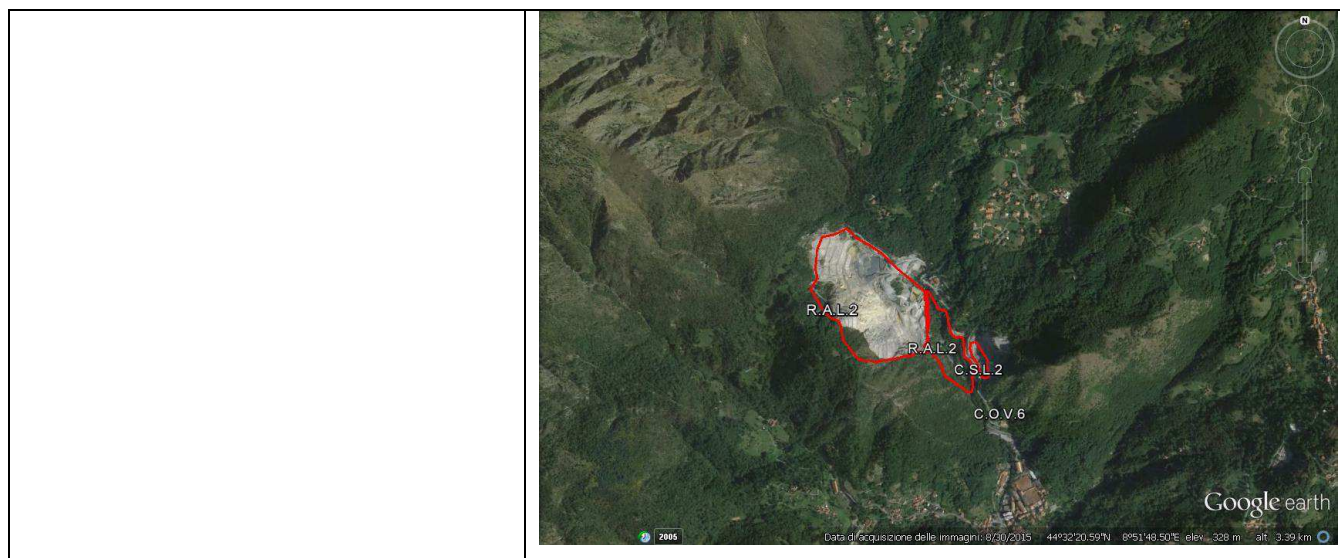 N
R.A.L.2
R.A.L.2
C.S.L.2
C.O.V.6
Google earth
2005
Data di acquisizione delle immagini: 8/30/2015 44°32'20.59"N 8°51'48.50"E elev 328 m alt 3.39 km